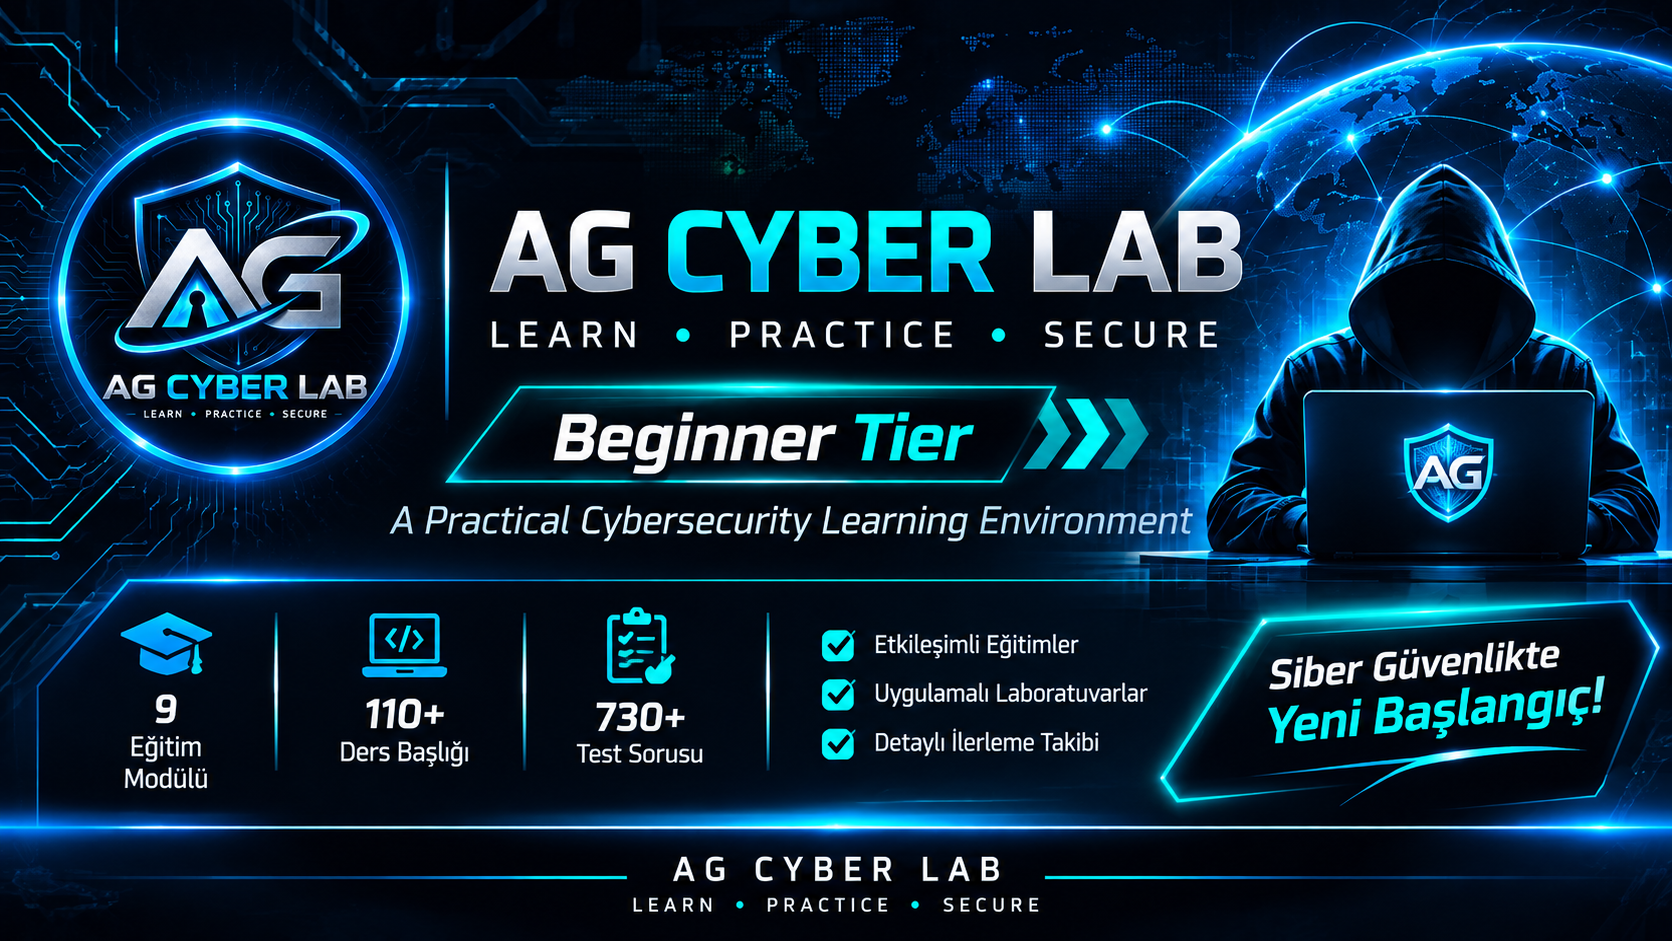 AG
AG CYBER LAB
LEARN • PRACTICE • SECURE
AG CYBER LAB
LEARN • PRACTICE • SECURE
Beginner Tier
A Practical Cybersecurity Learning Environment
AG
9
Eğitim
Modülü
110+
Ders Başlığı
730+
Test Sorusu
Etkileşimli Eğitimler
Uygulamalı Laboratuvarlar
Detaylı İlerleme Takibi
Siber Güvenlikte
Yeni Başlangıç!
AG CYBER LAB
LEARN • PRACTICE • SECURE